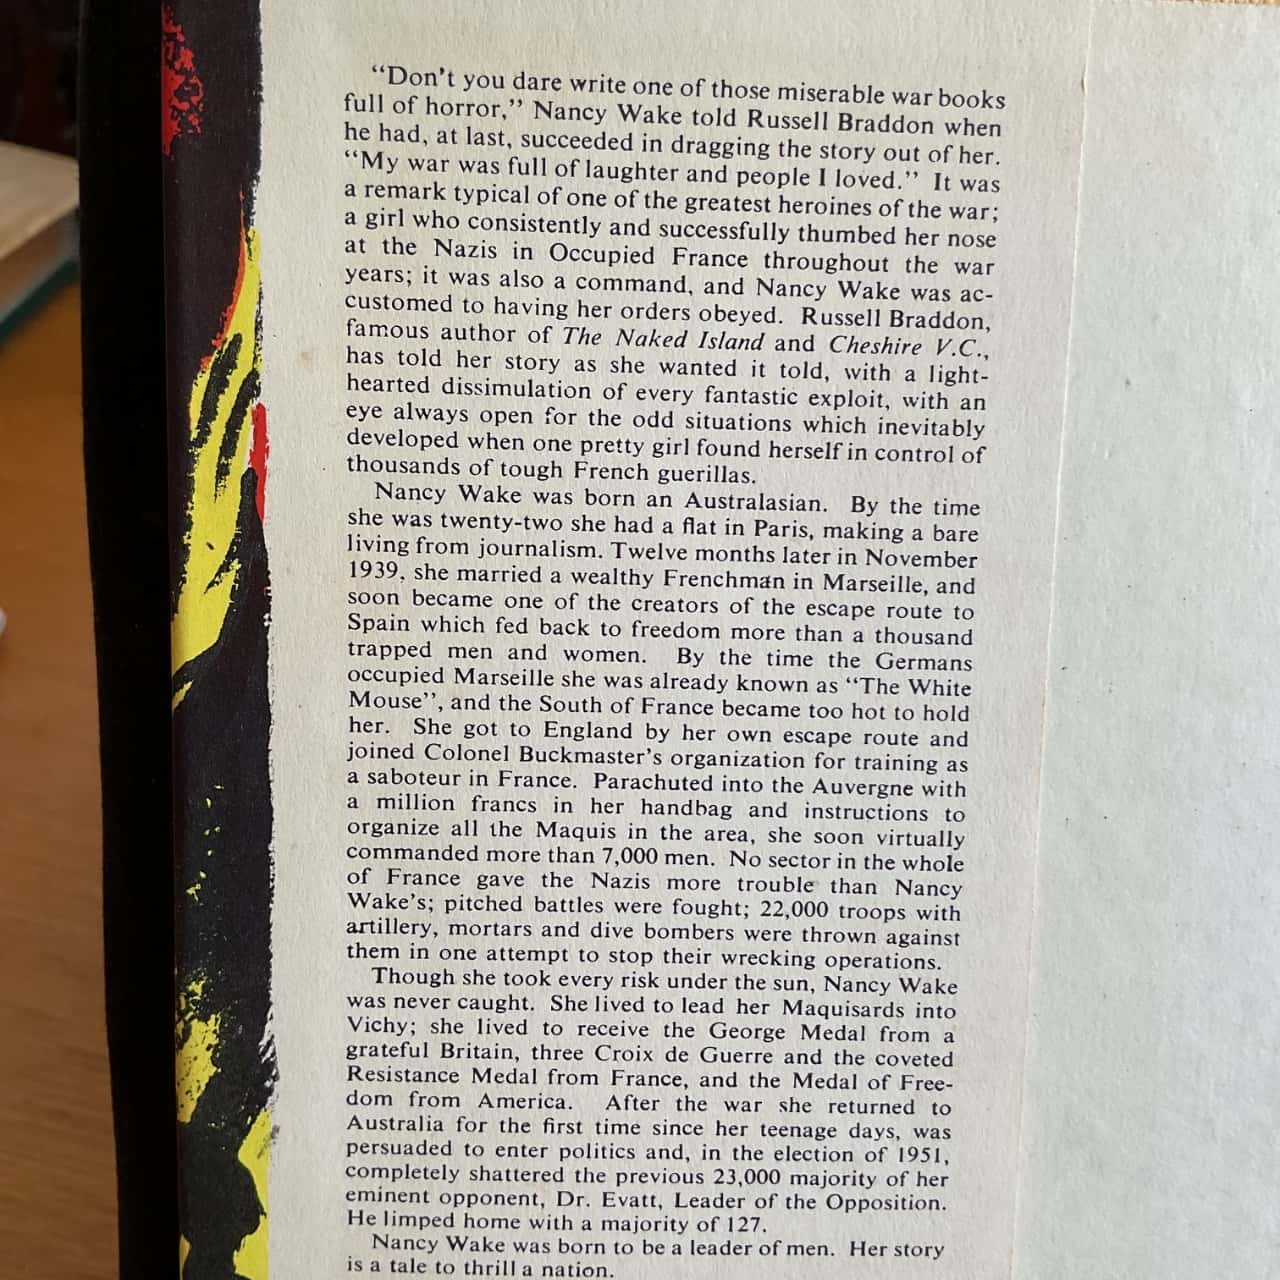 “Don’t you dare write one of those miserable war books
full of horror,” Nancy Wake told Russell Braddon when
he had, at last, succeeded in dragging the story out of her.
“My war was full of laughter and people I loved.” It was
a remark typical of one of the greatest heroines of the war;
a girl who consistently and successfully thumbed her nose
at the Nazis in Occupied France throughout the war
years; it was also a command, and Nancy Wake was ac-
customed to having her orders obeyed. Russell Braddon,
famous author of The Naked Island and Cheshire V.C.,
has told her story as she wanted it told, with a light-
hearted dissimulation of every fantastic exploit, with an
eye always open for the odd situations which inevitably
developed when one pretty girl found herself in control of
thousands of tough French guerillas.
Nancy Wake was born an Australasian. By the time
she was twenty-two she had a flat in Paris, making a bare
living from journalism. Twelve months later in November
1939, she married a wealthy Frenchman in Marseille, and
soon became one of the creators of the escape route to
Spain which fed back to freedom more than a thousand
trapped men and women. By the time the Germans
occupied Marseille she was already known as “The White
Mouse”, and the South of France became too hot to hold
her. She got to England by her own escape route and
joined Colonel Buckmaster’s organization for training as
a saboteur in France. Parachuted into the Auvergne with
a million francs in her handbag and instructions to
organize all the Maquis in the area, she soon virtually
commanded more than 7,000 men. No sector in the whole
of France gave the Nazis more trouble than Nancy
Wake’s; pitched battles were fought; 22,000 troops with
artillery, mortars and dive bombers were thrown against
them in one attempt to stop their wrecking operations.
Though she took every risk under the sun, Nancy Wake
was never caught. She lived to lead her Maquisards into
Vichy; she lived to receive the George Medal from a
grateful Britain, three Croix de Guerre and the coveted
Resistance Medal from France, and the Medal of Free-
dom from America. After the war she returned to
Australia for the first time since her teenage days, was
persuaded to enter politics and, in the election of 1951,
completely shattered the previous 23,000 majority of her
eminent opponent, Dr. Evatt, Leader of the Opposition.
He limped home with a majority of 127.
Nancy Wake was born to be a leader of men. Her story
is a tale to thrill a nation.